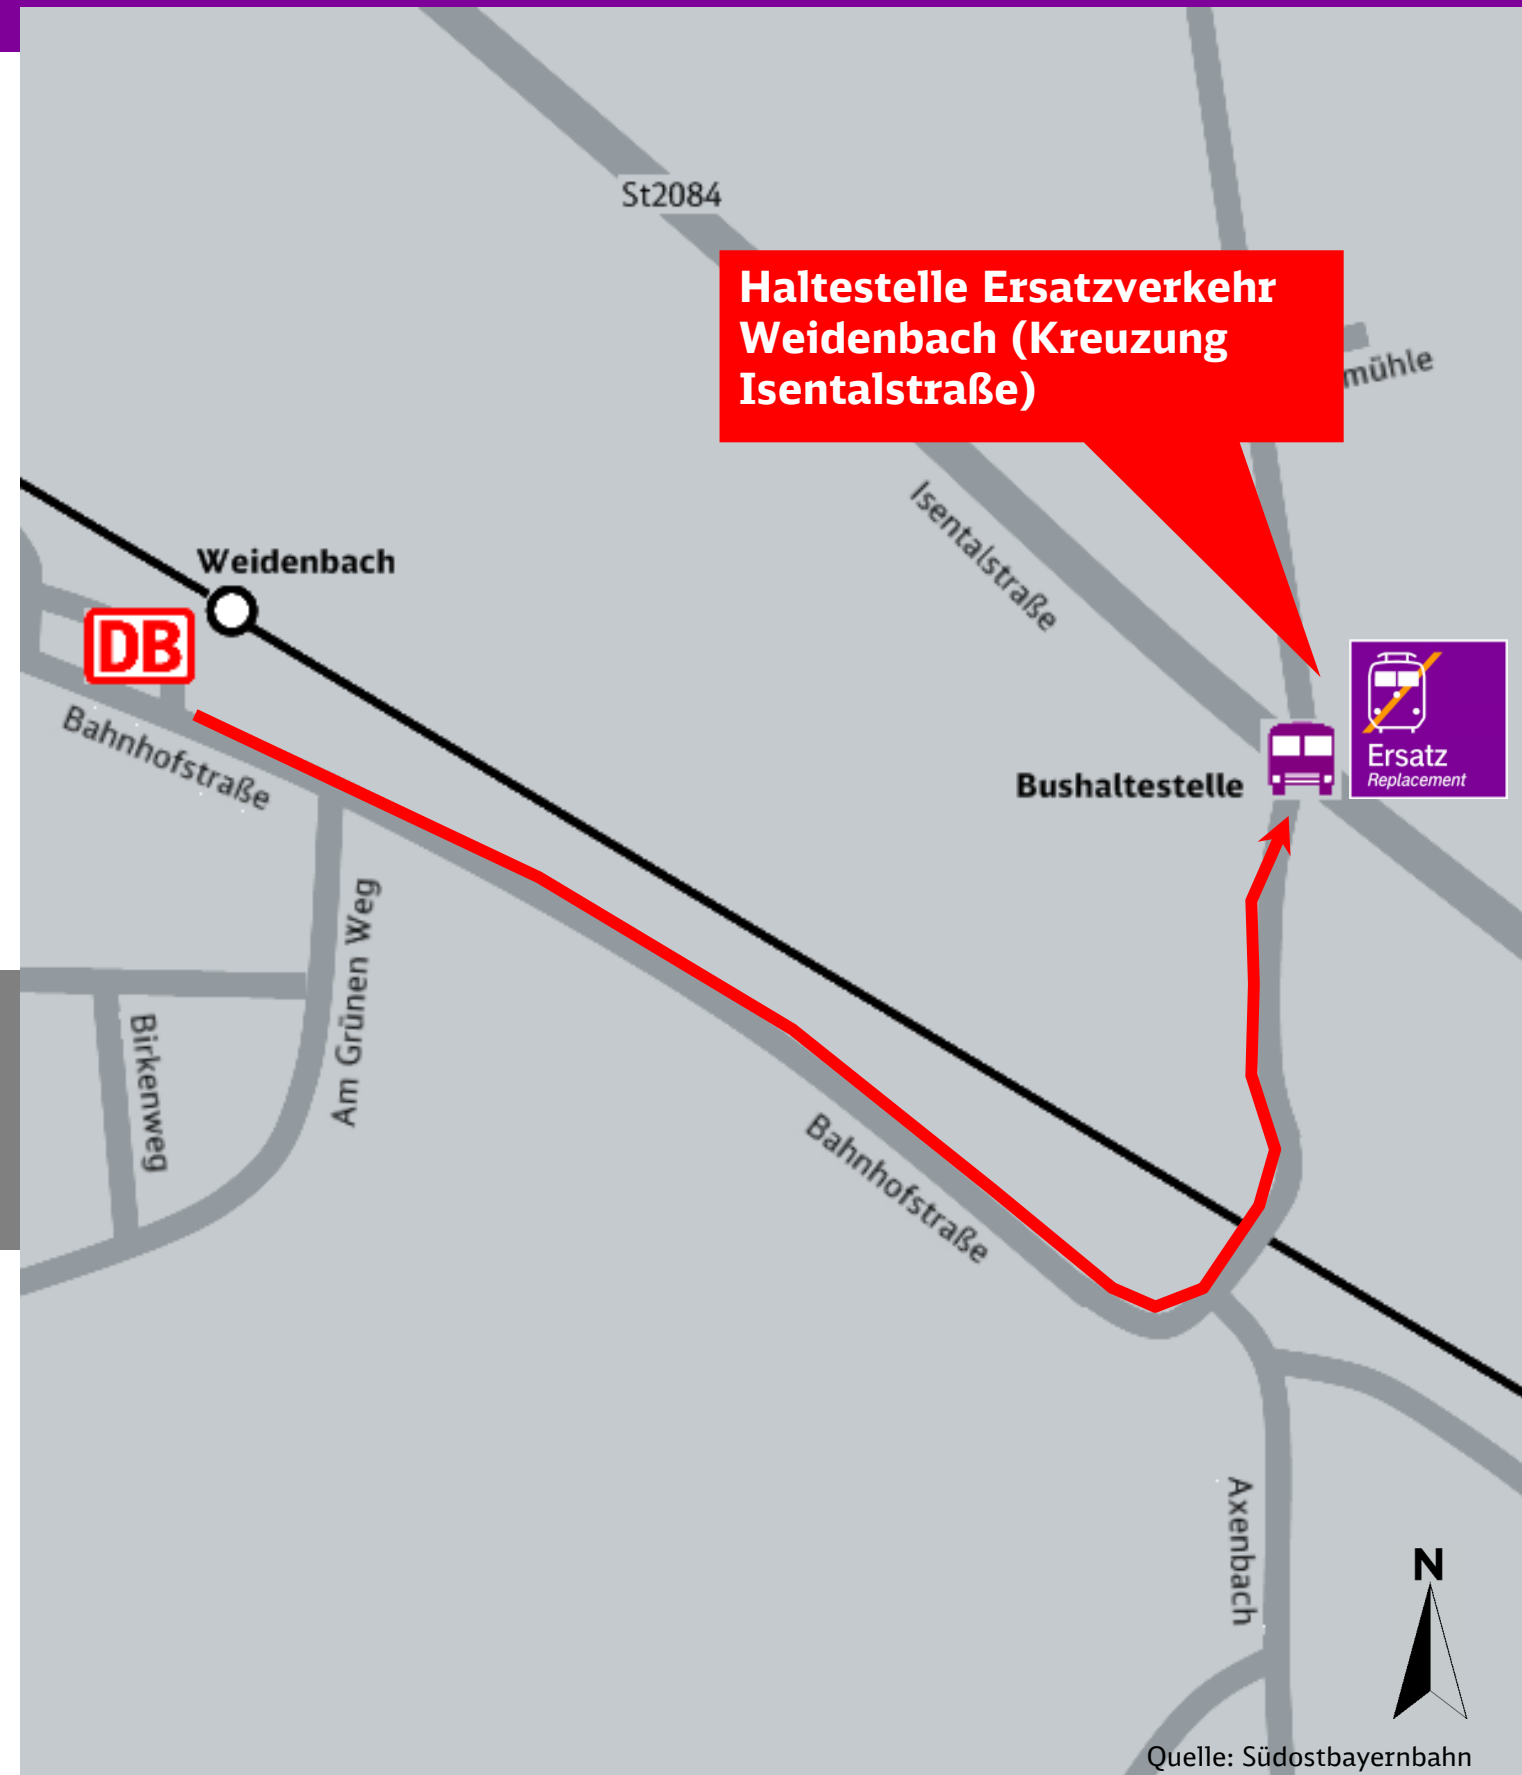 St2084
Haltestelle Ersatzverkehr
Weidenbach (Kreuzung
Isentalstraße)
mühle
Isentalstraße
Weidenbach
DB
Bahnhofstraße
Ersatz
Replacement
Bushaltestelle
Am Grünen Weg
Birkenweg
Bahnhofstraße
Axenbach
N
Quelle: Südostbayernbahn